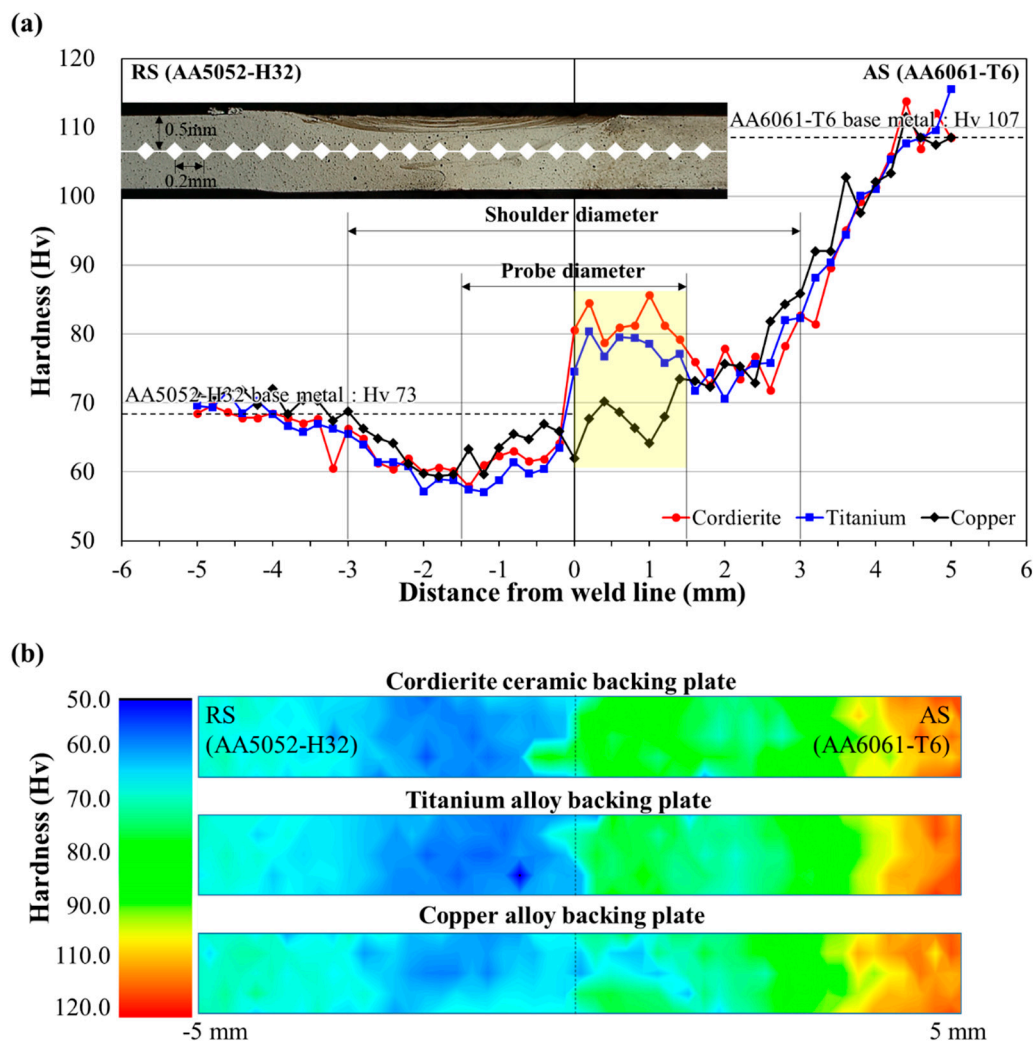 (a)
120
110
100
90
80
70
60
50
Hardness (Hv)
RS (AA5052-H32)
AS (AA6061-T6)
0.5mm
0.2mm
AA6061-T6 base metal : Hv 107
Shoulder diameter
Probe diameter
AA5052-H32 base metal : Hv 73
Cordierite
Titanium
Copper
-6 -5 -4 -3 -2 -1 0 1 2 3 4 5 6
Distance from weld line (mm)
(b)
Hardness (Hv)
50.0
60.0
70.0
80.0
90.0
110.0
120.0
Cordierite ceramic backing plate
RS
(AA5052-H32)
AS
(AA6061-T6)
Titanium alloy backing plate
Copper alloy backing plate
-5 mm
5 mm